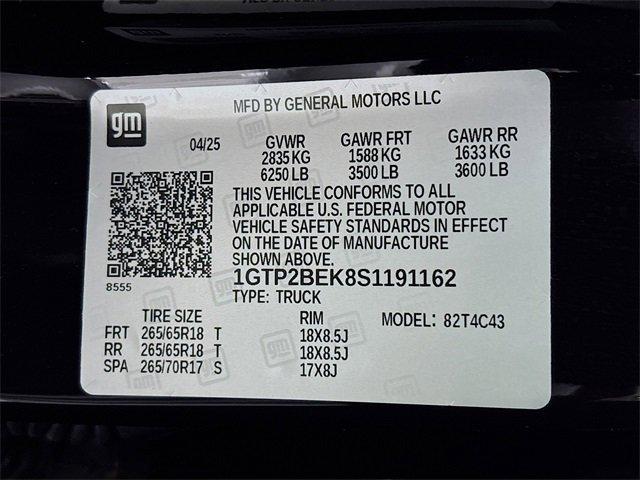 gm
MFD BY GENERAL MOTORS LLC
04/25
GVWR GAWR FRT GAWR RR
2835 KG 1588 KG 1633 KG
6250 LB 3500 LB 3600 LB
THIS VEHICLE CONFORMS TO ALL
APPLICABLE U.S. FEDERAL MOTOR
VEHICLE SAFETY STANDARDS IN EFFECT
ON THE DATE OF MANUFACTURE
SHOWN ABOVE.
8555
1GTP2BEK8S1191162
TYPE: TRUCK
TIRE SIZE RIM MODEL: 82T4C43
FRT 265/65R18 T 18X8.5J
RR 265/65R18 T 18X8.5J
SPA 265/70R17 S 17X8J